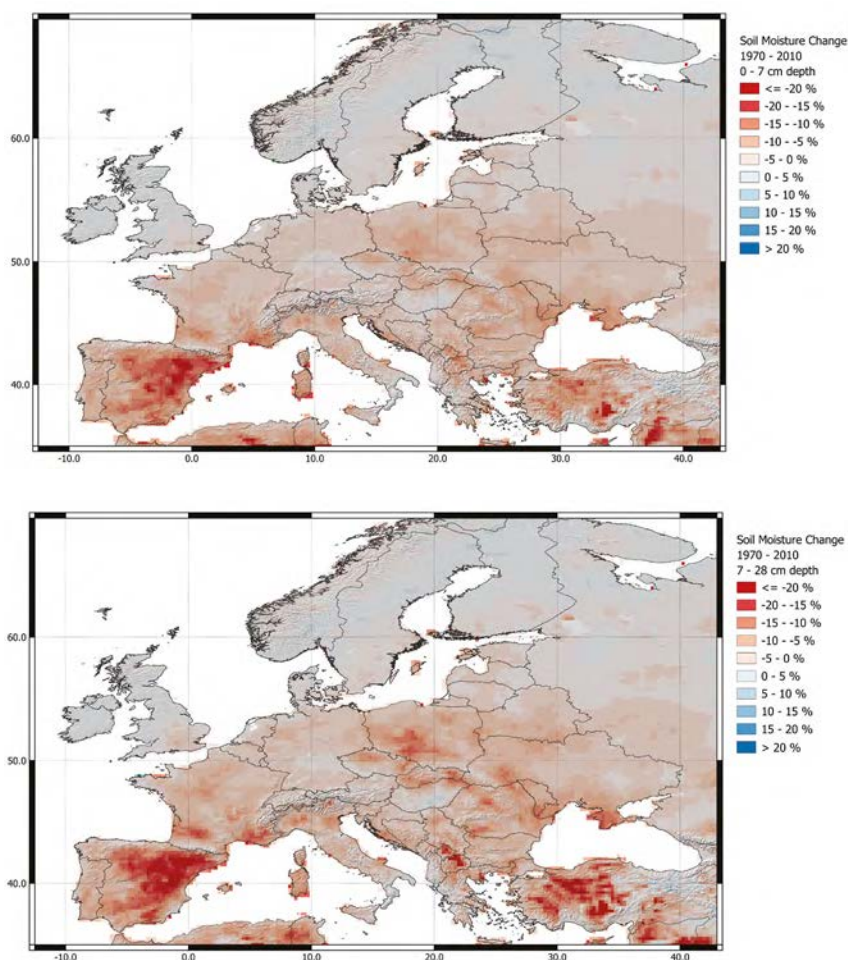 Soil Moisture Change
1970 - 2010
0 - 7 cm depth
<= -20 %
-20 - -15 %
-15 - -10 %
-10 - -5 %
-5 - 0 %
0 - 5 %
5 - 10 %
10 - 15 %
15 - 20 %
> 20 %
60.0
50.0
40.0
-10.0 0.0 10.0 20.0 30.0 40.0
Soil Moisture Change
1970 - 2010
7 - 28 cm depth
<= -20 %
-20 - -15 %
-15 - -10 %
-10 - -5 %
-5 - 0 %
0 - 5 %
5 - 10 %
10 - 15 %
15 - 20 %
> 20 %
60.0
50.0
40.0
-10.0 0.0 10.0 20.0 30.0 40.0